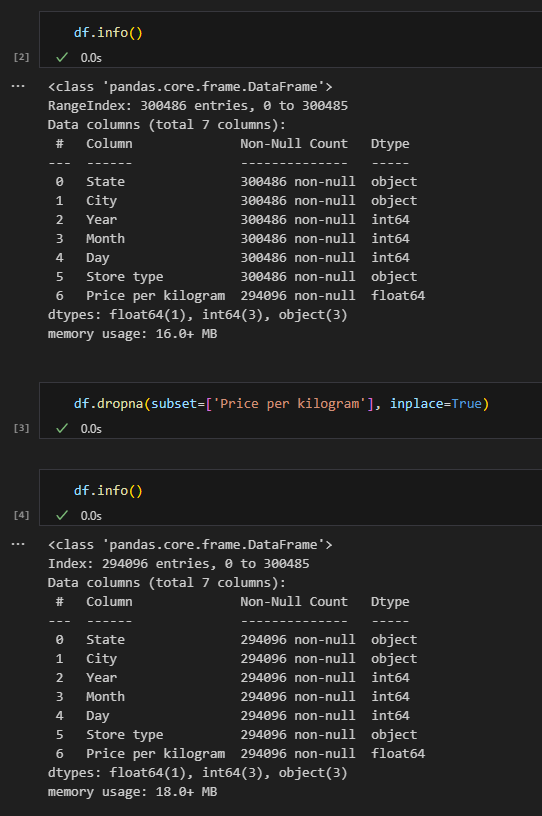 df.info()
[2] ✓ 0.0s
... <class 'pandas.core.frame.DataFrame'>
RangeIndex: 300486 entries, 0 to 300485
Data columns (total 7 columns):
 #   Column              Non-Null Count   Dtype
---  ------              --------------   -----
 0   State               300486 non-null  object
 1   City                300486 non-null  object
 2   Year                300486 non-null  int64
 3   Month               300486 non-null  int64
 4   Day                 300486 non-null  int64
 5   Store type          300486 non-null  object
 6   Price per kilogram  294096 non-null  float64
dtypes: float64(1), int64(3), object(3)
memory usage: 16.0+ MB
df.dropna(subset=['Price per kilogram'], inplace=True)
[3] ✓ 0.0s
df.info()
[4] ✓ 0.0s
... <class 'pandas.core.frame.DataFrame'>
Index: 294096 entries, 0 to 300485
Data columns (total 7 columns):
 #   Column              Non-Null Count   Dtype
---  ------              --------------   -----
 0   State               294096 non-null  object
 1   City                294096 non-null  object
 2   Year                294096 non-null  int64
 3   Month               294096 non-null  int64
 4   Day                 294096 non-null  int64
 5   Store type          294096 non-null  object
 6   Price per kilogram  294096 non-null  float64
dtypes: float64(1), int64(3), object(3)
memory usage: 18.0+ MB